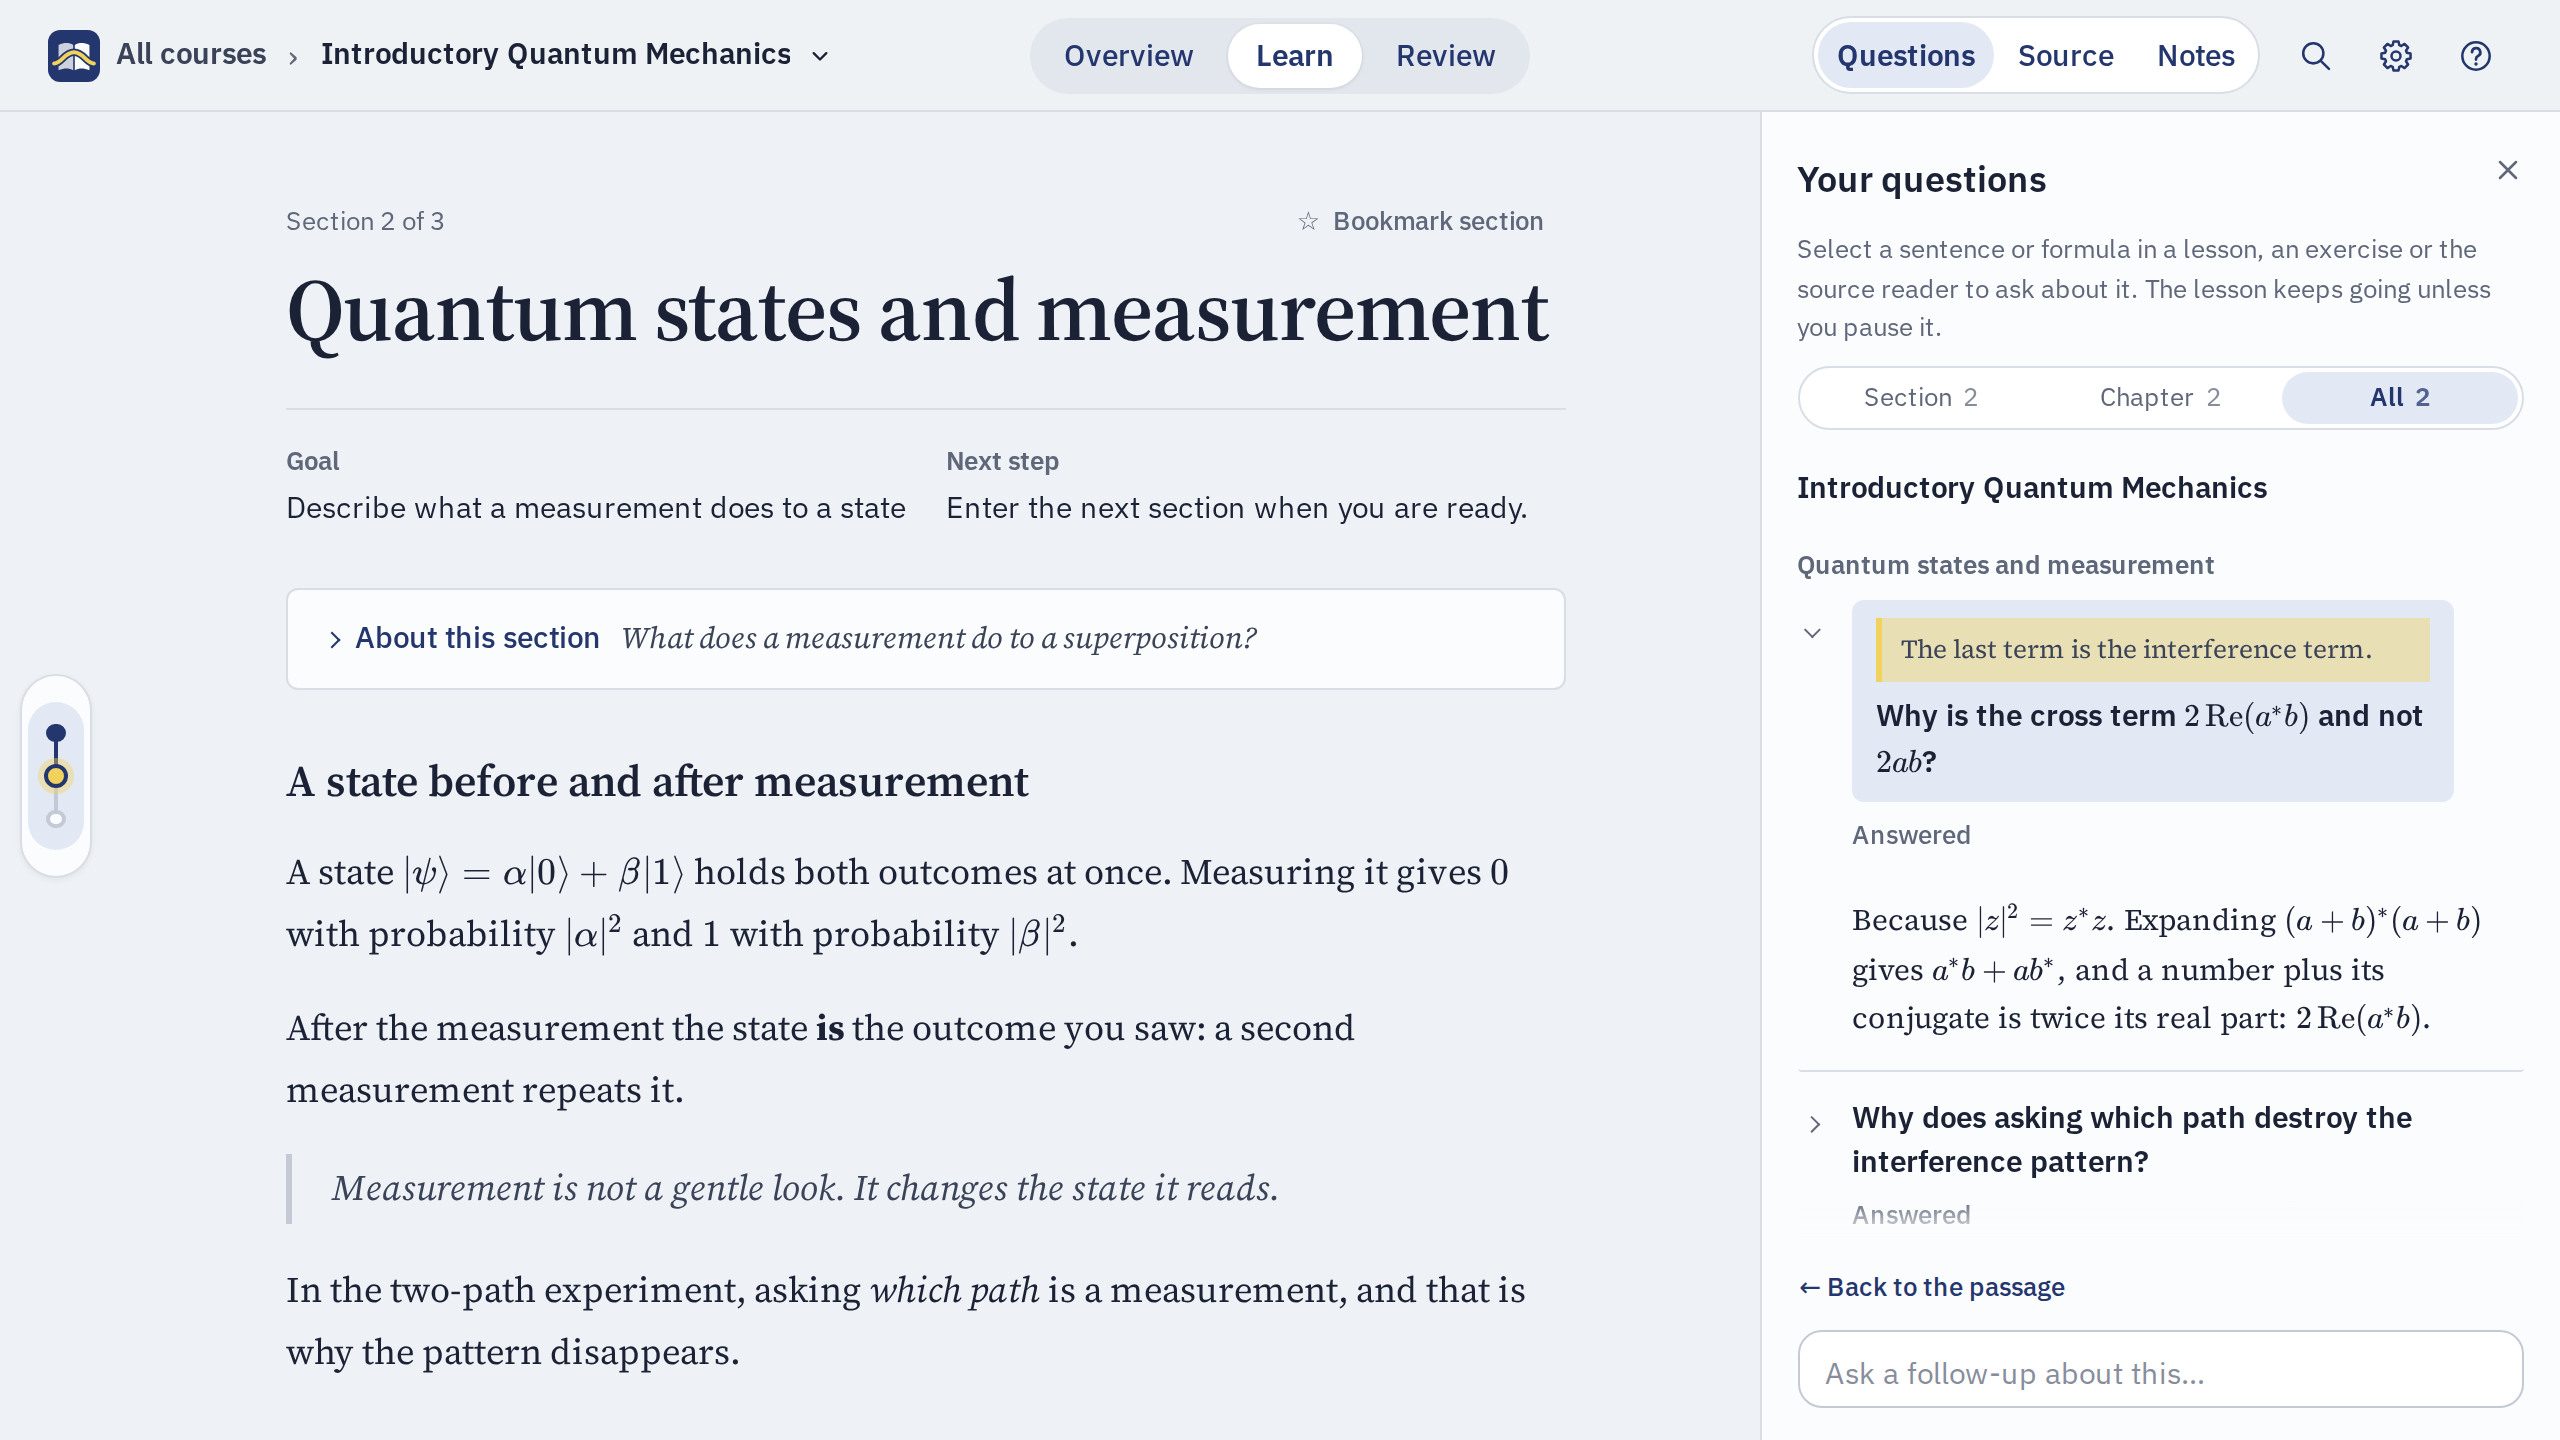 All courses › Introductory Quantum Mechanics
Overview Learn Review
Questions Source Notes
Section 2 of 3
☆ Bookmark section
Quantum states and measurement
Goal
Describe what a measurement does to a state
Next step
Enter the next section when you are ready.
About this section What does a measurement do to a superposition?
A state before and after measurement
A state |ψ⟩ = α|0⟩ + β|1⟩ holds both outcomes at once. Measuring it gives 0
with probability |α|² and 1 with probability |β|².
After the measurement the state is the outcome you saw: a second
measurement repeats it.
Measurement is not a gentle look. It changes the state it reads.
In the two-path experiment, asking which path is a measurement, and that is
why the pattern disappears.
Your questions
Select a sentence or formula in a lesson, an exercise or the
source reader to ask about it. The lesson keeps going unless
you pause it.
Section 2 Chapter 2 All 2
Introductory Quantum Mechanics
Quantum states and measurement
The last term is the interference term.
Why is the cross term 2 Re(a*b) and not
2ab?
Answered
Because |z|² = z*z. Expanding (a + b)*(a + b)
gives a*b + ab*, and a number plus its
conjugate is twice its real part: 2 Re(a*b).
Why does asking which path destroy the
interference pattern?
Answered
← Back to the passage
Ask a follow-up about this...